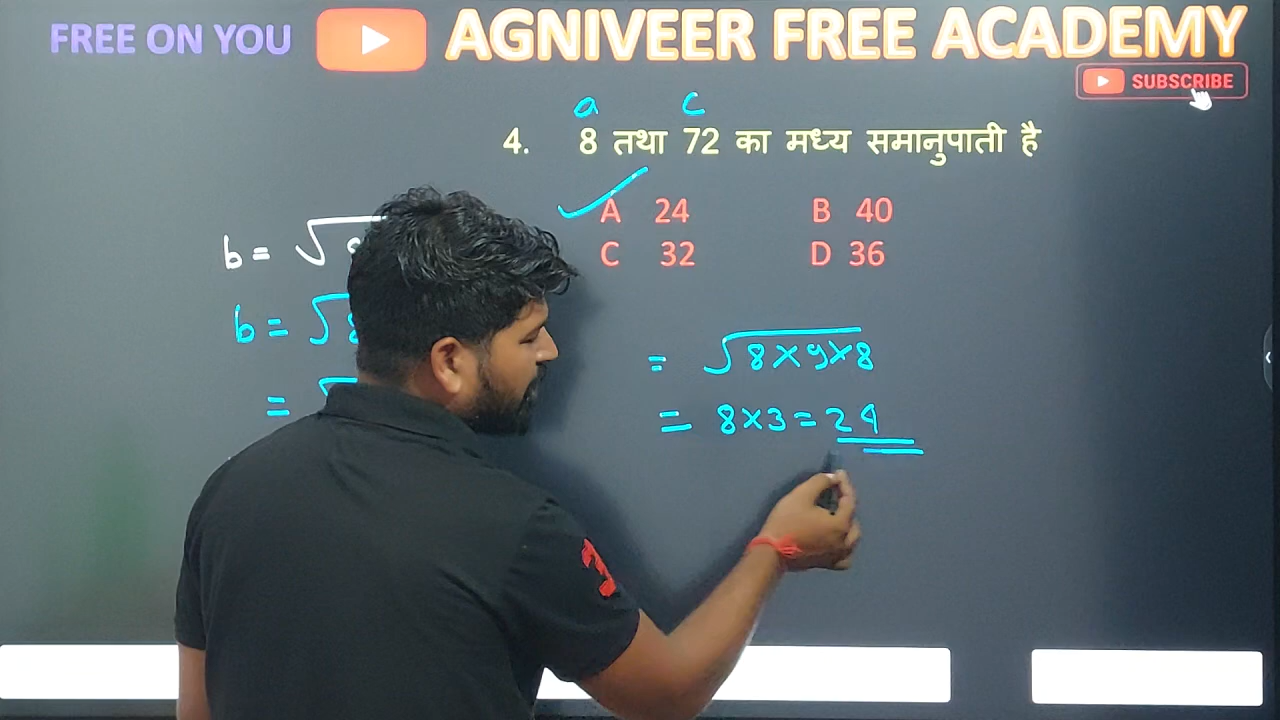 FREE ON YOU AGNIVEER FREE ACADEMY
SUBSCRIBE
a c
4. 8 तथा 72 का मध्य समानुपाती है
A 24 B 40
C 32 D 36
b = √
b = √8
= √8×9×8
=
= 8×3=24